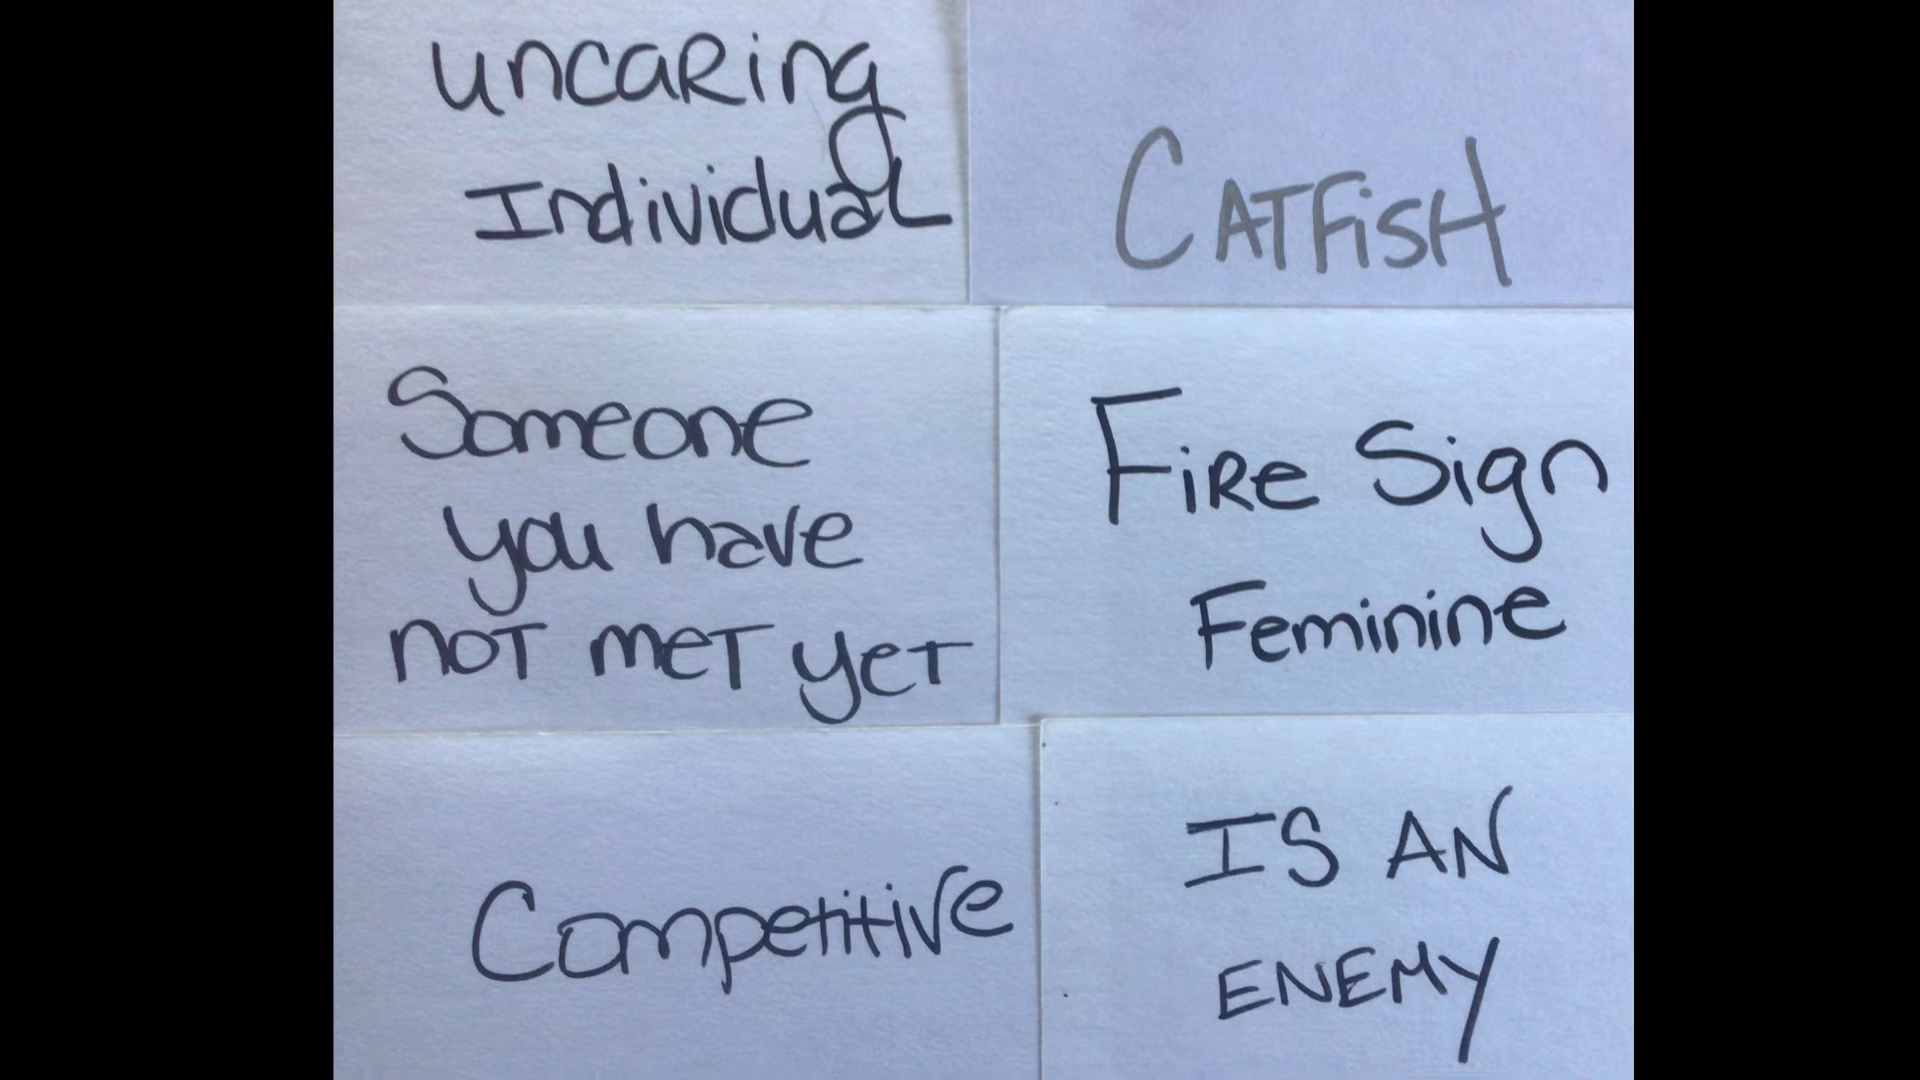 uncaRing
Individual
CATFiSH
Someone
you have
noT meT yeT
FiRe Sign
Feminine
Competitive
IS AN
ENEMY